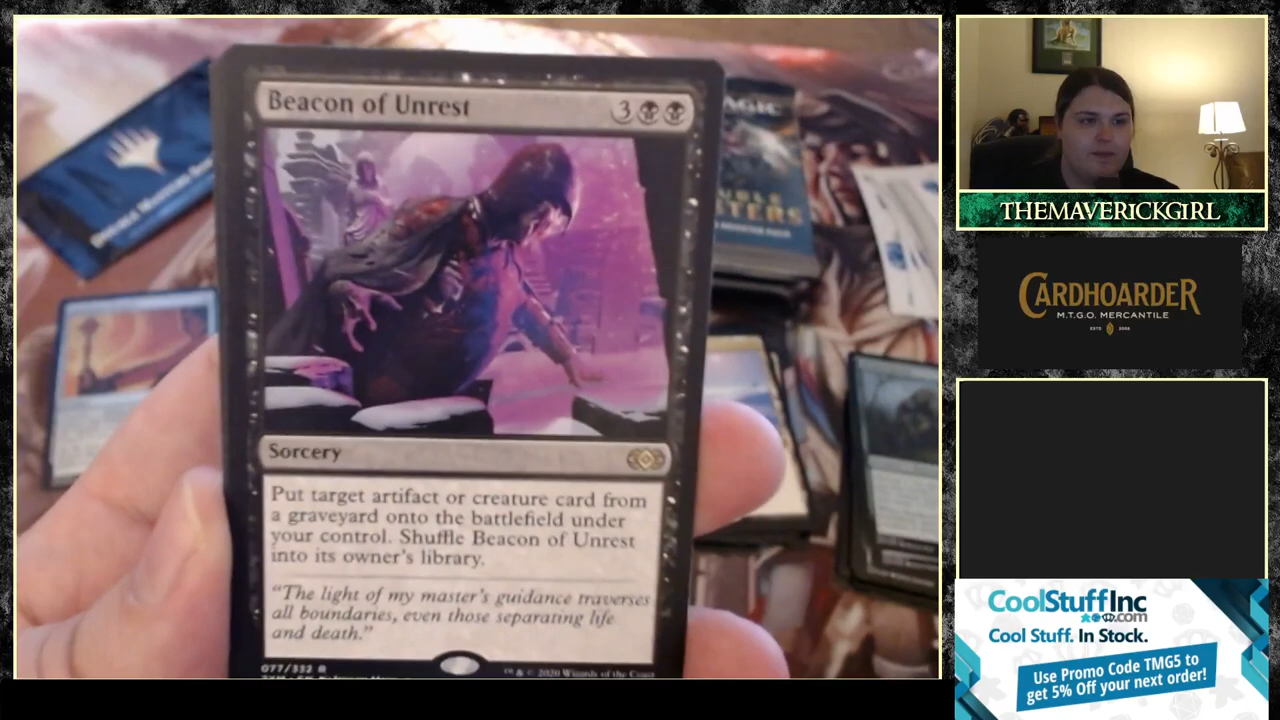 Beacon of Unrest
3
Sorcery
Put target artifact or creature card from
a graveyard onto the battlefield under
your control. Shuffle Beacon of Unrest
into its owner's library.
"The light of my master's guidance traverses
all boundaries, even those separating life
and death."
077/332 R
™ & © 2020 Wizards of the Coast
THEMAVERICKGIRL
CARDHOARDER
M.T.G.O. MERCANTILE
CoolStuffInc
.com
Cool Stuff. In Stock.
Use Promo Code TMG5 to
get 5% Off your next order!